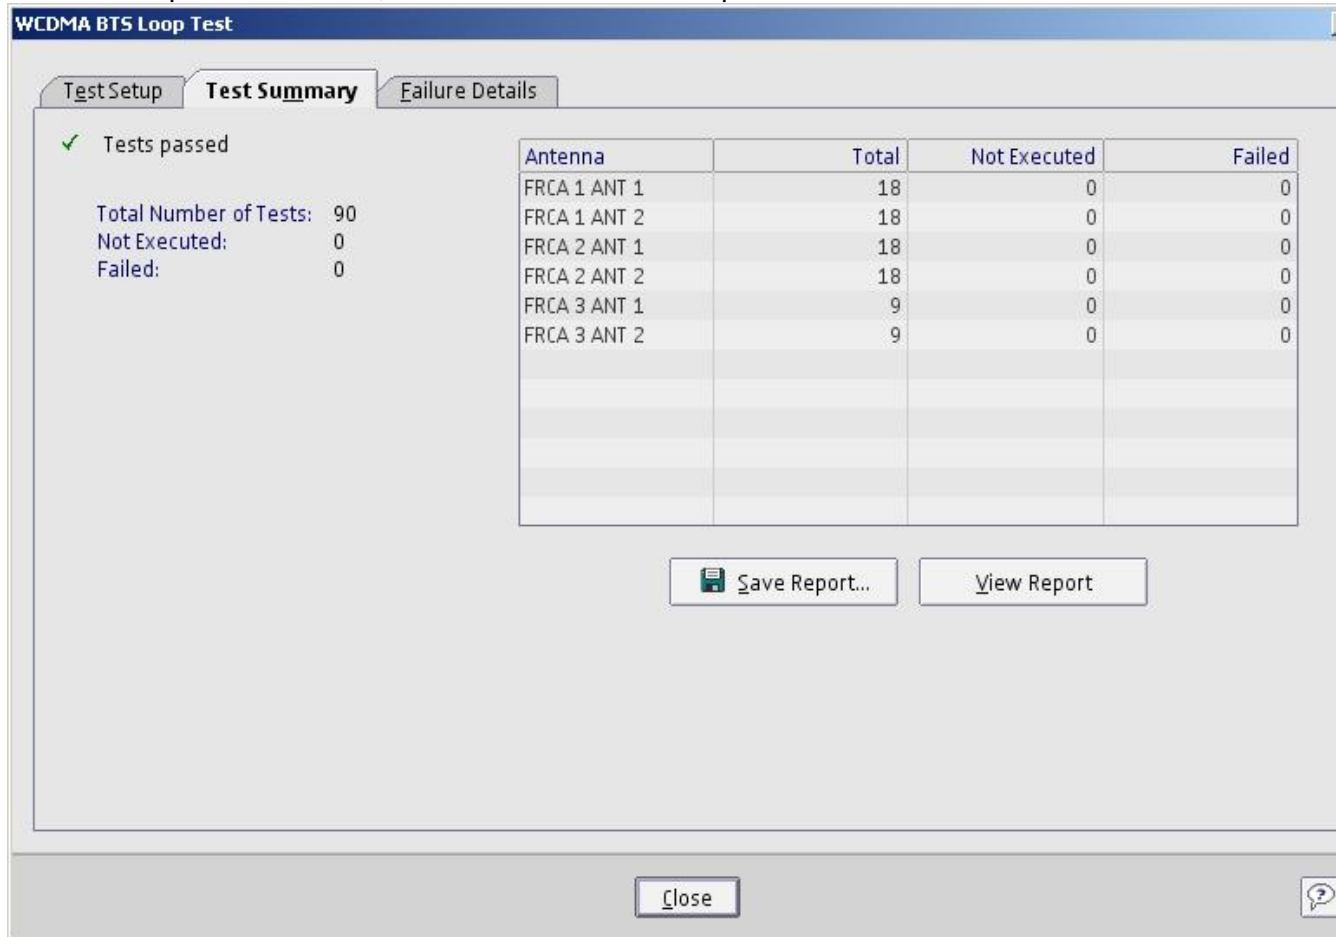 WCDMA BTS Loop Test
Test Setup Test Summary Failure Details
Tests passed
Total Number of Tests: 90
Not Executed: 0
Failed: 0
Antenna Total Not Executed Failed
FRCA 1 ANT 1 18 0 0
FRCA 1 ANT 2 18 0 0
FRCA 2 ANT 1 18 0 0
FRCA 2 ANT 2 18 0 0
FRCA 3 ANT 1 9 0 0
FRCA 3 ANT 2 9 0 0
Save Report... View Report
Close ?